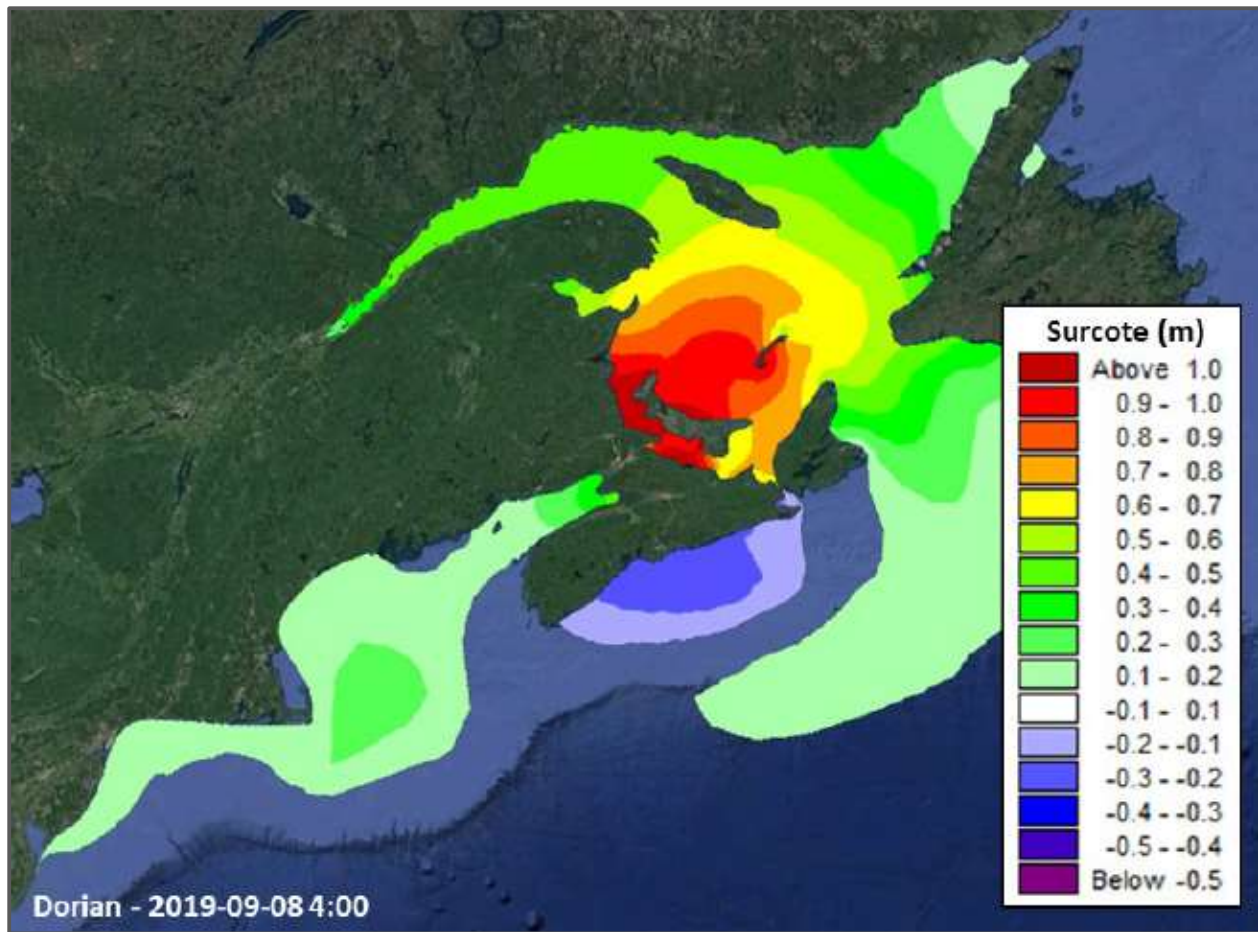 Surcote (m)
Above 1.0
0.9 - 1.0
0.8 - 0.9
0.7 - 0.8
0.6 - 0.7
0.5 - 0.6
0.4 - 0.5
0.3 - 0.4
0.2 - 0.3
0.1 - 0.2
-0.1 - 0.1
-0.2 - -0.1
-0.3 - -0.2
-0.4 - -0.3
-0.5 - -0.4
Below -0.5
Dorian - 2019-09-08 4:00